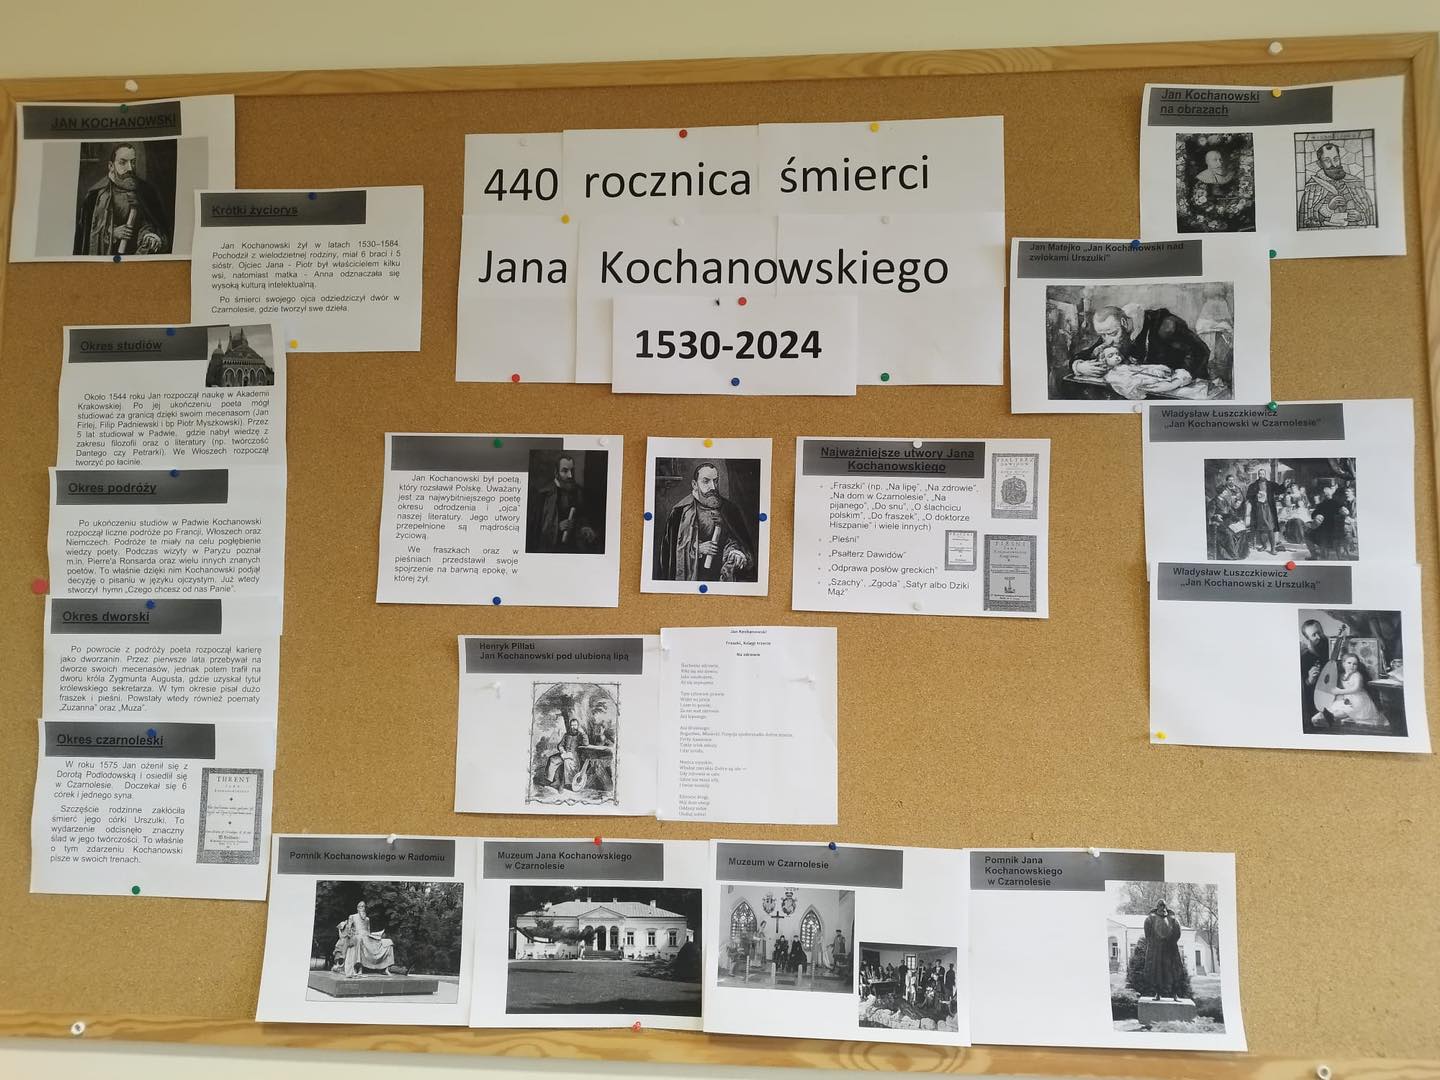 JAN KOCHANOWSKI
Krótki życiorys
Jan Kochanowski żył w latach 1530–1584.
Pochodził z wielodzietnej rodziny, miał 6 braci i 5
sióstr. Ojciec Jana - Piotr był właścicielem kilku
wsi, natomiast matka - Anna odznaczała się
wysoką kulturą intelektualną.
Po śmierci swojego ojca odziedziczył dwór w
Czarnolesie, gdzie tworzył swe dzieła.
Okres studiów
Około 1544 roku Jan rozpoczął naukę w Akademii
Krakowskiej. Po jej ukończeniu poeta mógł
studiować za granicą dzięki swoim mecenasom (Jan
Firlej, Filip Padniewski i bp Piotr Myszkowski). Przez
5 lat studiował w Padwie, gdzie nabył wiedzę z
zakresu filozofii oraz o literatury (np. twórczość
Dantego czy Petrarki). We Włoszech rozpoczął
tworzyć po łacinie.
Okres podróży
Po ukończeniu studiów w Padwie Kochanowski
rozpoczął liczne podróże po Francji, Włoszech oraz
Niemczech. Podróże te miały na celu pogłębienie
wiedzy poety. Podczas wizyty w Paryżu poznał
m.in. Pierre'a Ronsarda oraz wielu innych znanych
poetów. To właśnie dzięki nim Kochanowski podjął
decyzję o pisaniu w języku ojczystym. Już wtedy
stworzył hymn „Czego chcesz od nas Panie".
Okres dworski
Po powrocie z podróży poeta rozpoczął karierę
jako dworzanin. Przez pierwsze lata przebywał na
dworze swoich mecenasów, jednak potem trafił na
dworu króla Zygmunta Augusta, gdzie uzyskał tytuł
królewskiego sekretarza. W tym okresie pisał dużo
fraszek i pieśni. Powstały wtedy również poematy
„Zuzanna" oraz „Muza".
Okres czarnoleski
W roku 1575 Jan ożenił się z
Dorotą Podlodowską i osiedlił się
w Czarnolesie. Doczekał się 6
córek i jednego syna.
Szczęście rodzinne zakłóciła
śmierć jego córki Urszulki. To
wydarzenie odcisnęło znaczny
ślad w jego twórczości. To właśnie
o tym zdarzeniu Kochanowski
pisze w swoich trenach.
THRENY
440 rocznica śmierci
Jana Kochanowskiego
1530-2024
Jan Kochanowski był poetą,
który rozsławił Polskę. Uważany
jest za najwybitniejszego poetę
okresu odrodzenia i „ojca"
naszej literatury. Jego utwory
przepełnione są mądrością
życiową.
We fraszkach oraz w
pieśniach przedstawił swoje
spojrzenie na barwną epokę, w
której żył.
Najważniejsze utwory Jana
Kochanowskiego
„Fraszki" (np. „Na lipę", „Na zdrowie",
„Na dom w Czarnolesie", „Na
pijanego", „Do snu", „O ślachcicu
polskim", „Do fraszek", „O doktorze
Hiszpanie" i wiele innych)
„Pieśni"
„Psałterz Dawidów"
„Odprawa posłów greckich"
„Szachy", „Zgoda" „Satyr albo Dziki
Mąż"
Henryk Pillati
Jan Kochanowski pod ulubioną lipą
Jan Kochanowski
Fraszki, Księgi trzecie
Na zdrowie
Jan Kochanowski
na obrazach
Jan Matejko „Jan Kochanowski nad
zwłokami Urszulki"
Władysław Łuszczkiewicz
„Jan Kochanowski w Czarnolesie"
Władysław Łuszczkiewicz
„Jan Kochanowski z Urszulką"
Pomnik Kochanowskiego w Radomiu
Muzeum Jana Kochanowskiego
w Czarnolesie
Muzeum w Czarnolesie
Pomnik Jana
Kochanowskiego
w Czarnolesie